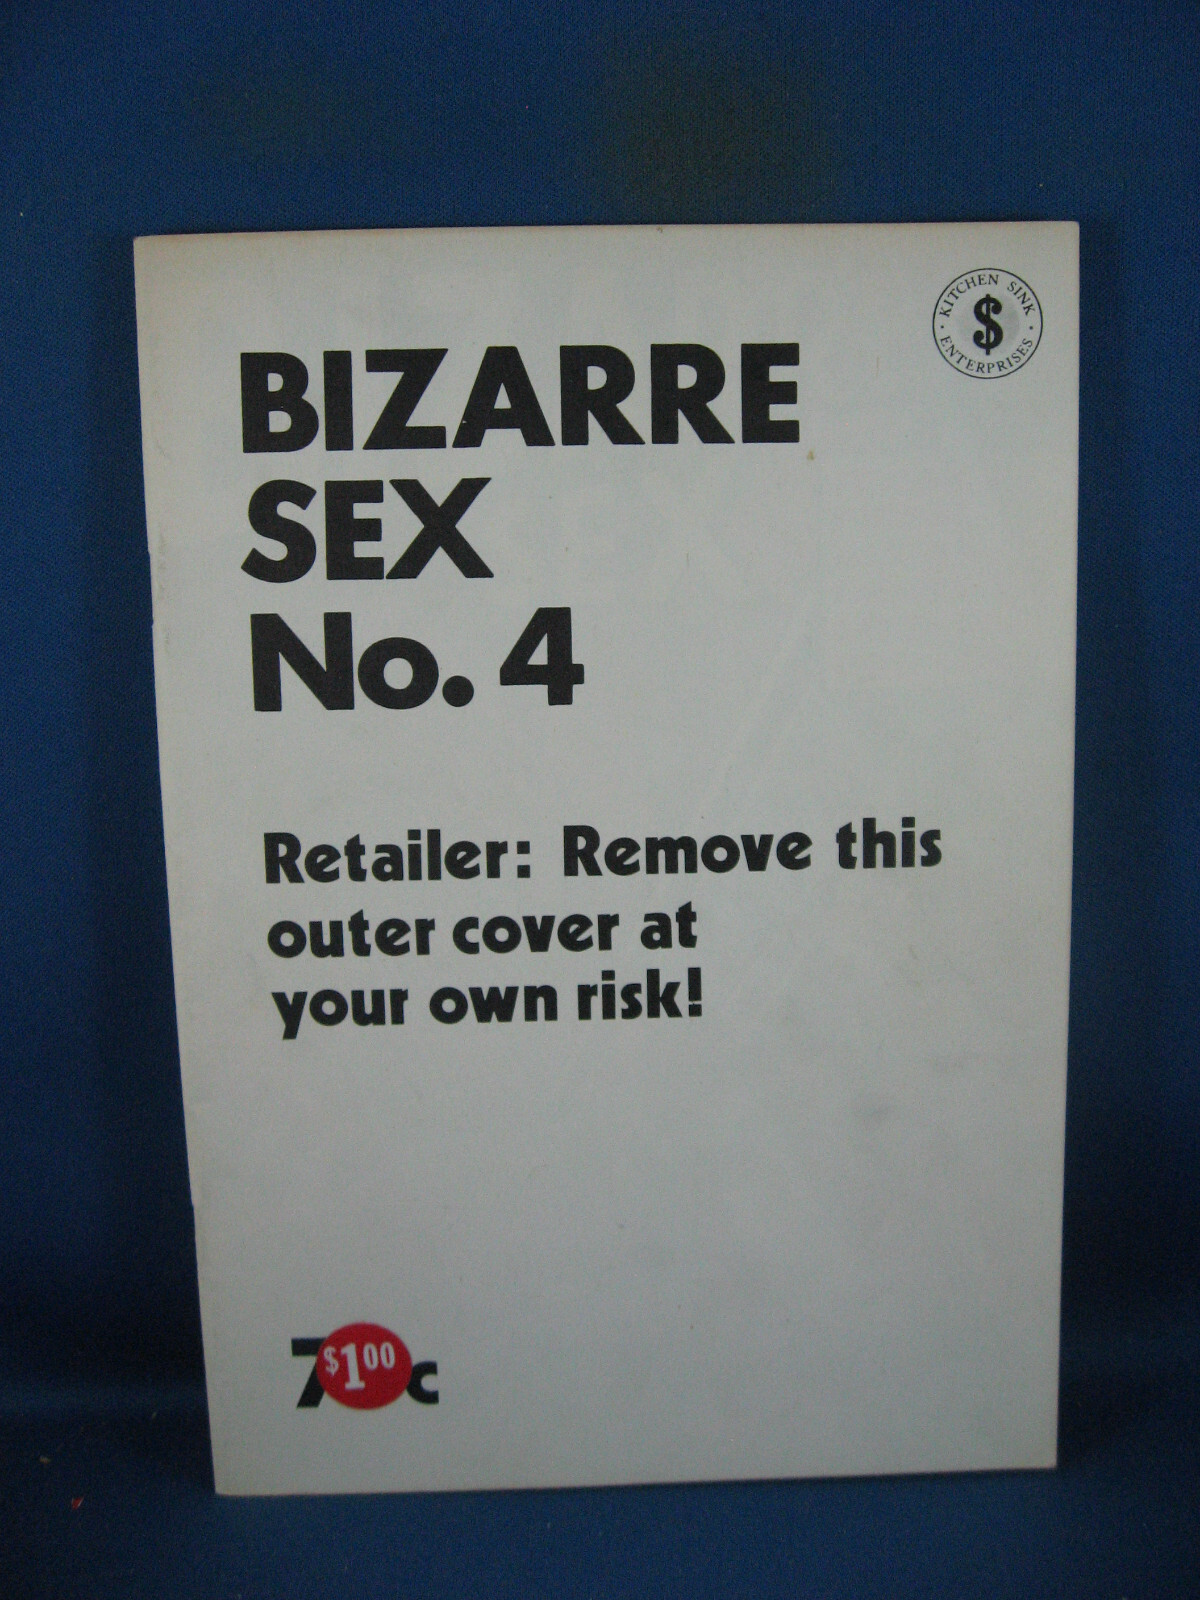 KITCHEN SINK
$
ENTERPRISES
BIZARRE
SEX
No. 4
Retailer: Remove this
outer cover at
your own risk!
7 c
$1.00